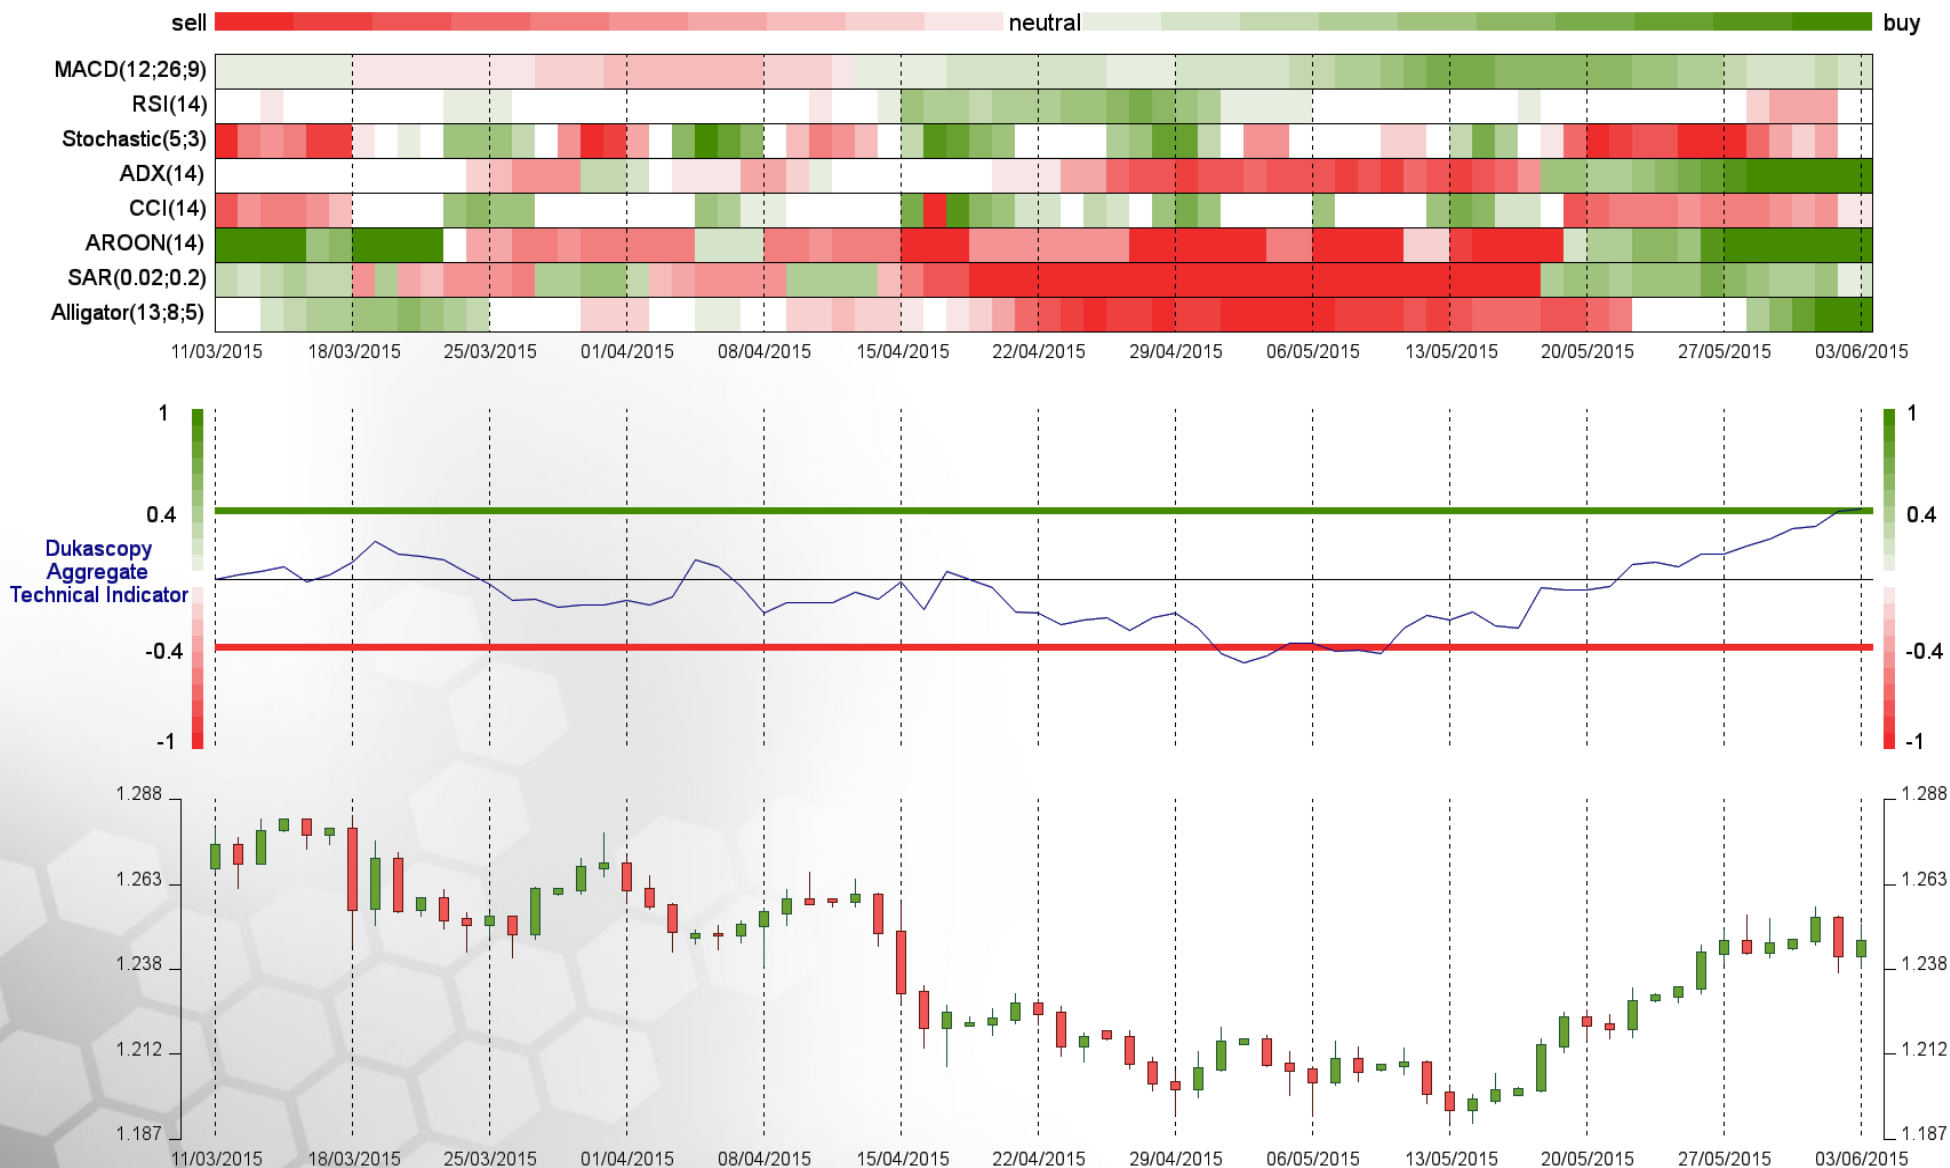 sell neutral buy
MACD(12;26;9)
RSI(14)
Stochastic(5;3)
ADX(14)
CCI(14)
AROON(14)
SAR(0.02;0.2)
Alligator(13;8;5)
11/03/2015 18/03/2015 25/03/2015 01/04/2015 08/04/2015 15/04/2015 22/04/2015 29/04/2015 06/05/2015 13/05/2015 20/05/2015 27/05/2015 03/06/2015
1 1
0.4 0.4
Dukascopy
Aggregate
Technical Indicator
-0.4 -0.4
-1 -1
1.288 1.288
1.263 1.263
1.238 1.238
1.212 1.212
1.187 1.187
11/03/2015 18/03/2015 25/03/2015 01/04/2015 08/04/2015 15/04/2015 22/04/2015 29/04/2015 06/05/2015 13/05/2015 20/05/2015 27/05/2015 03/06/2015